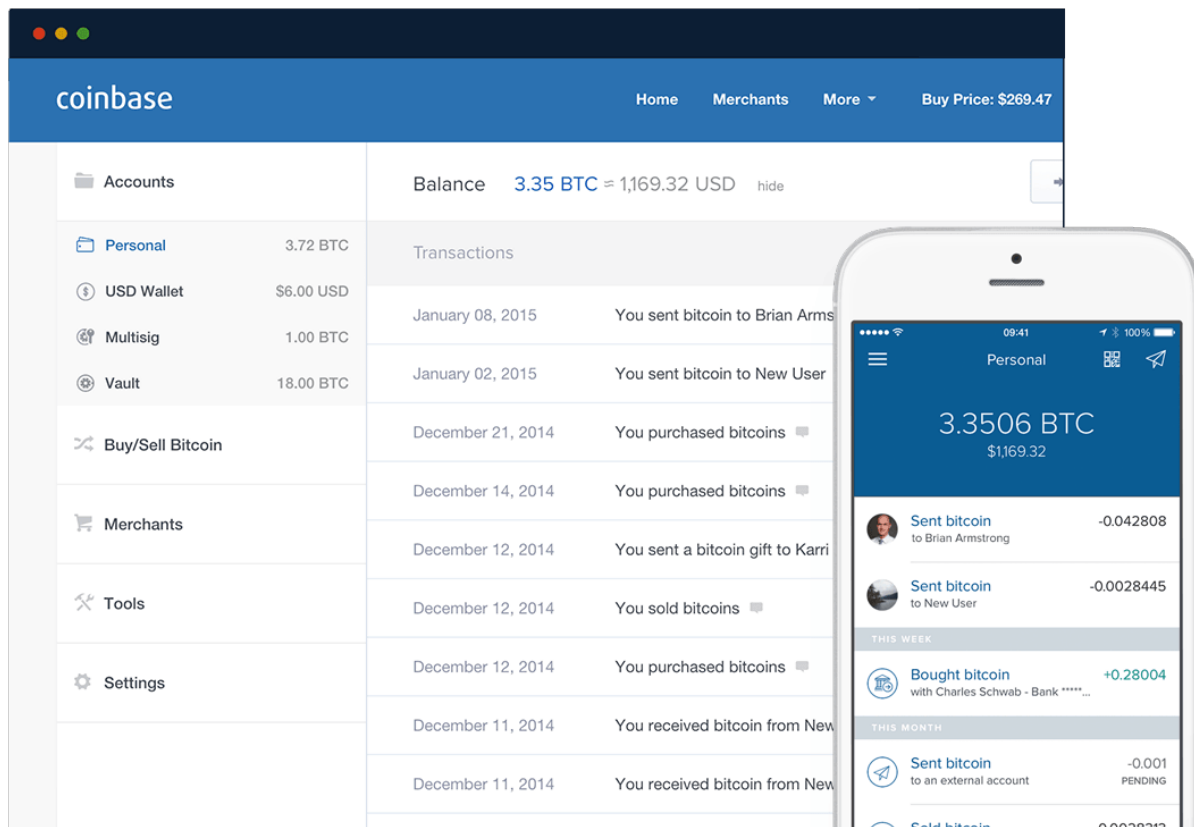 coinbase
Home Merchants More Buy Price: $269.47
Accounts
Personal 3.72 BTC
USD Wallet $6.00 USD
Multisig 1.00 BTC
Vault 18.00 BTC
Buy/Sell Bitcoin
Merchants
Tools
Settings
Balance 3.35 BTC ≈ 1,169.32 USD hide
Transactions
January 08, 2015 You sent bitcoin to Brian Arms
January 02, 2015 You sent bitcoin to New User
December 21, 2014 You purchased bitcoins
December 14, 2014 You purchased bitcoins
December 12, 2014 You sent a bitcoin gift to Karri
December 12, 2014 You sold bitcoins
December 12, 2014 You purchased bitcoins
December 11, 2014 You received bitcoin from New
December 11, 2014 You received bitcoin from New
09:41 100%
Personal
3.3506 BTC
$1,169.32
Sent bitcoin -0.042808
to Brian Armstrong
Sent bitcoin -0.0028445
to New User
THIS WEEK
Bought bitcoin +0.28004
with Charles Schwab - Bank *****...
THIS MONTH
Sent bitcoin -0.001
to an external account PENDING
Sold bitcoin